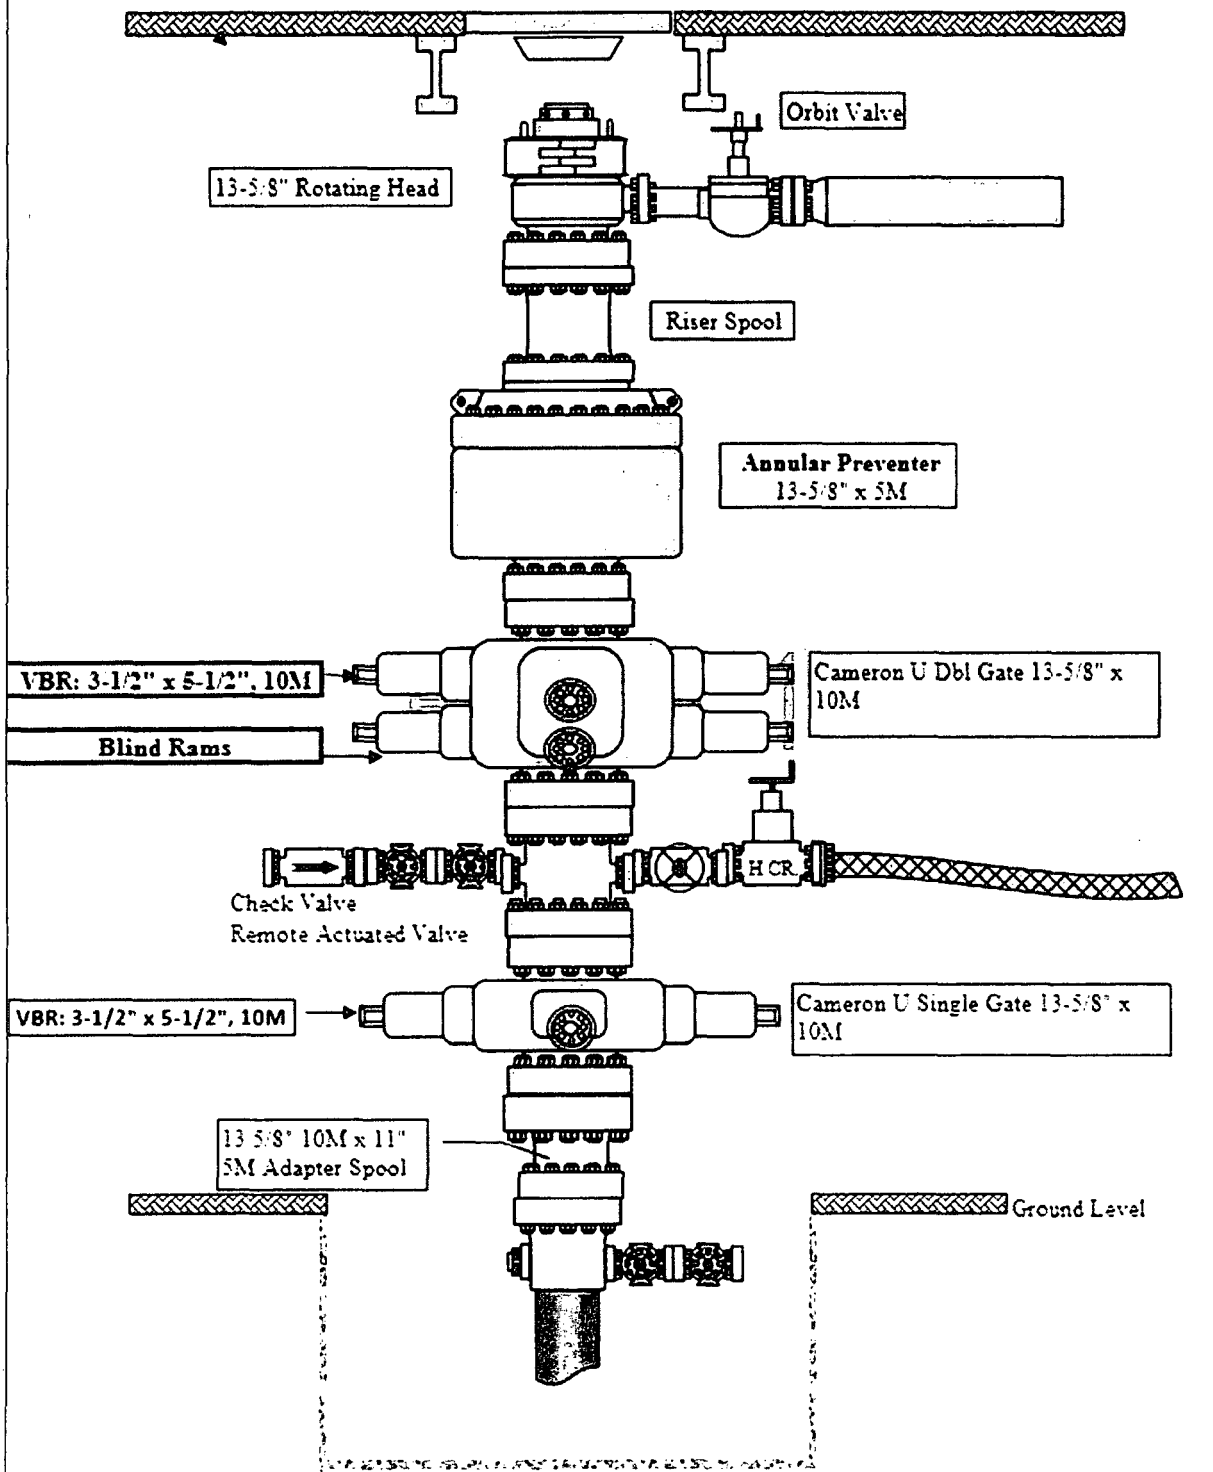 Orbit Valve
13-5/8" Rotating Head
Riser Spool
Annular Preventer
13-5/8" x 5M
VBR: 3-1/2" x 5-1/2", 10M
Cameron U Dbl Gate 13-5/8" x
10M
Blind Rams
HCR
Check Valve
Remote Actuated Valve
VBR: 3-1/2" x 5-1/2", 10M
Cameron U Single Gate 13-5/8" x
10M
13 5/8" 10M x 11"
5M Adapter Spool
Ground Level